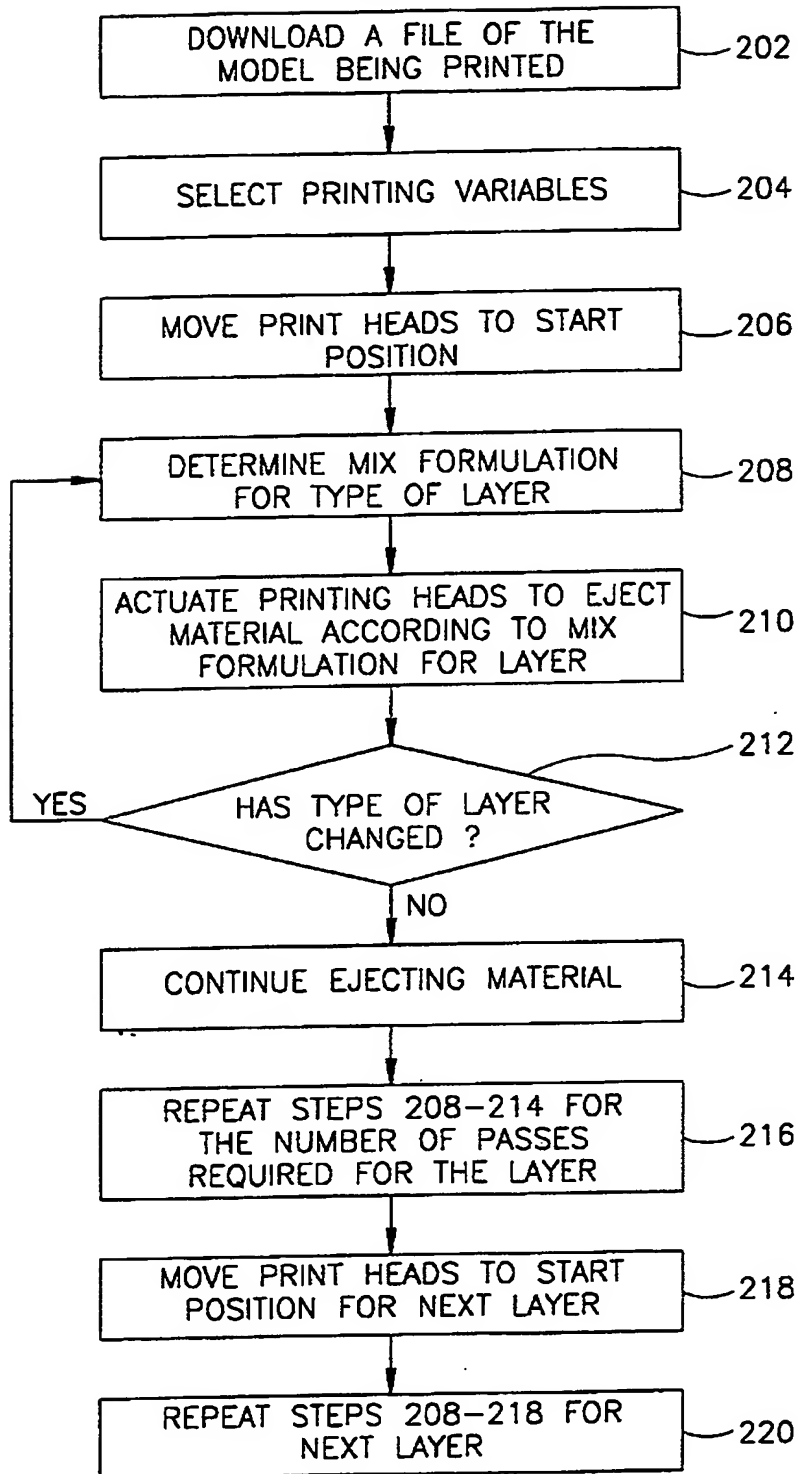 DOWNLOAD A FILE OF THE
MODEL BEING PRINTED
202
SELECT PRINTING VARIABLES
204
MOVE PRINT HEADS TO START
POSITION
206
DETERMINE MIX FORMULATION
FOR TYPE OF LAYER
208
ACTUATE PRINTING HEADS TO EJECT
MATERIAL ACCORDING TO MIX
FORMULATION FOR LAYER
210
212
YES
HAS TYPE OF LAYER
CHANGED ?
NO
CONTINUE EJECTING MATERIAL
214
REPEAT STEPS 208-214 FOR
THE NUMBER OF PASSES
REQUIRED FOR THE LAYER
216
MOVE PRINT HEADS TO START
POSITION FOR NEXT LAYER
218
REPEAT STEPS 208-218 FOR
NEXT LAYER
220